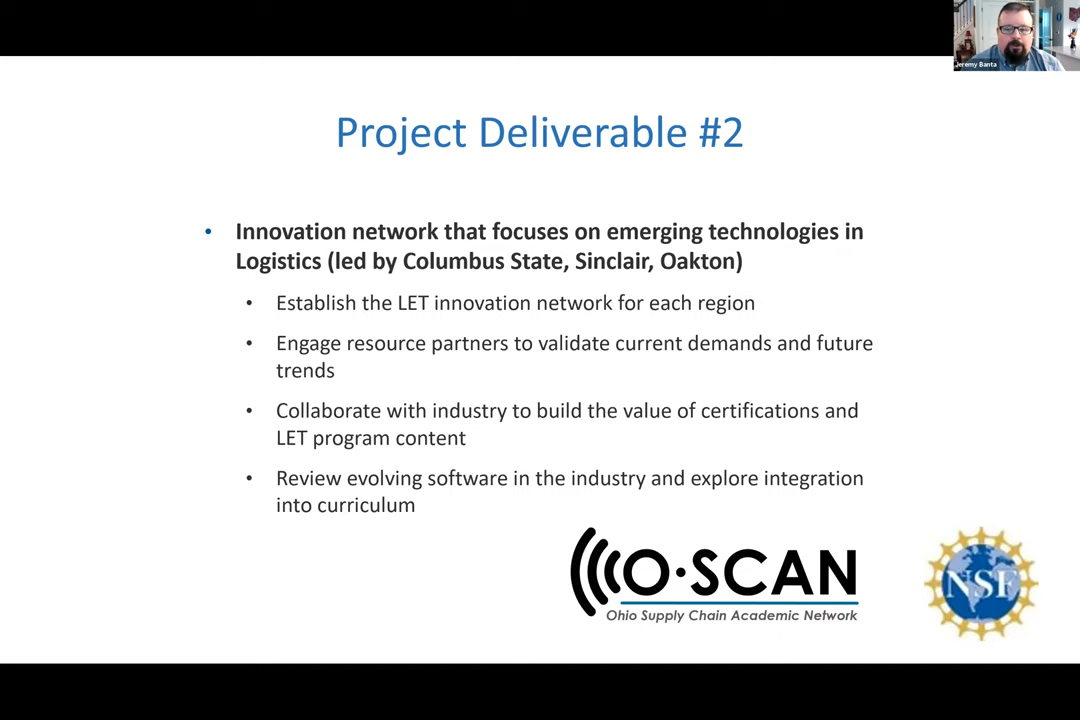 Jeremy Banta
Project Deliverable #2
• Innovation network that focuses on emerging technologies in
Logistics (led by Columbus State, Sinclair, Oakton)
• Establish the LET innovation network for each region
• Engage resource partners to validate current demands and future
trends
• Collaborate with industry to build the value of certifications and
LET program content
• Review evolving software in the industry and explore integration
into curriculum
O·SCAN
Ohio Supply Chain Academic Network
NSF